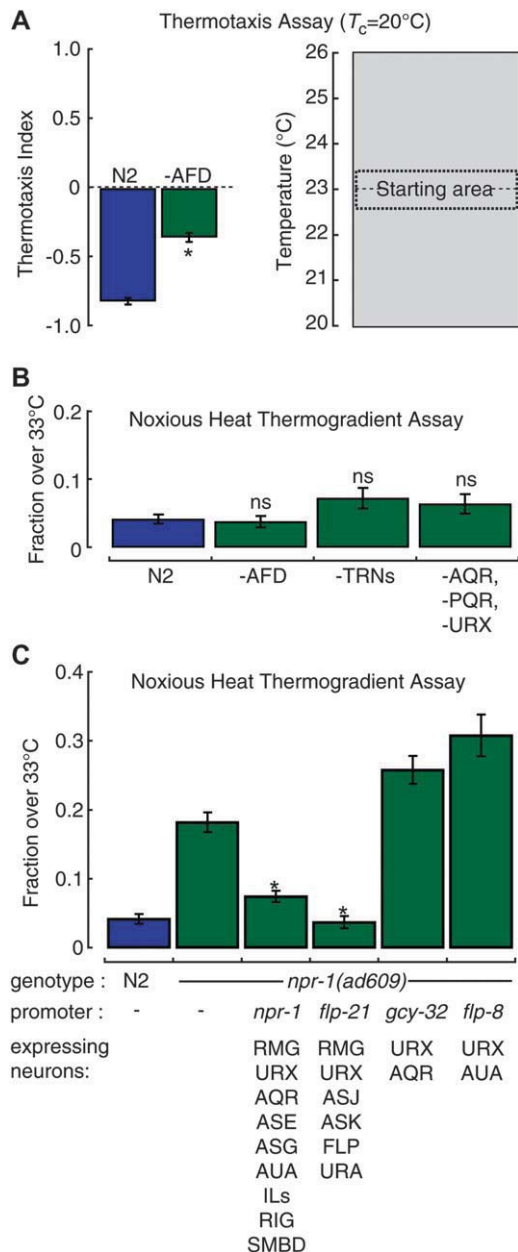 A
Thermotaxis Assay (Tc=20°C)
Thermotaxis Index
1.0
0.5
0
-0.5
-1.0
N2
-AFD
*
Temperature (°C)
26
25
24
23
22
21
20
Starting area
B
Noxious Heat Thermogradient Assay
Fraction over 33°C
0.2
0.1
0
ns
ns
ns
N2
-AFD
-TRNs
-AQR,
-PQR,
-URX
C
Noxious Heat Thermogradient Assay
Fraction over 33°C
0.4
0.3
0.2
0.1
0
*
*
genotype : N2 npr-1(ad609)
promoter : - - npr-1 flp-21 gcy-32 flp-8
expressing RMG RMG URX URX
neurons: URX URX AQR AUA
AQR ASJ
ASE ASK
ASG FLP
AUA URA
ILs
RIG
SMBD